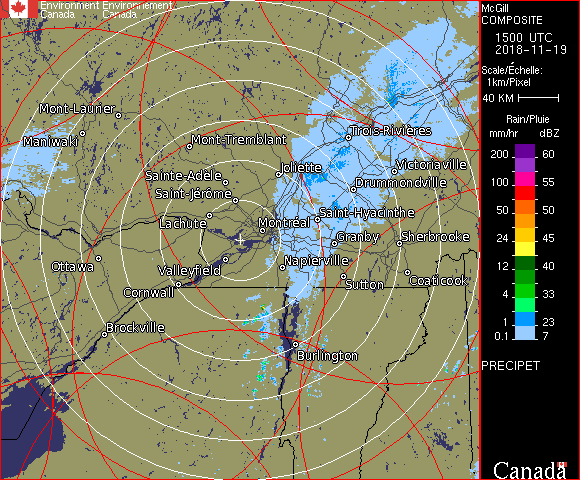 Environment Environnement
Canada Canada
Mont-Laurier
Maniwaki
Mont-Tremblant
Trois-Rivières
Joliette
Victoriaville
Sainte-Adèle
Drummondville
Saint-Jérôme
Saint-Hyacinthe
Lachute
Montréal
Granby
Sherbrooke
Ottawa
Napierville
Valleyfield
Sutton
Coaticook
Cornwall
Brockville
Burlington
McGill
COMPOSITE
1500 UTC
2018-11-19
Scale/Échelle:
1km/Pixel
40 KM
Rain/Pluie
mm/hr dBZ
200 60
100 55
50 50
24 45
12 40
4 33
1 23
0.1 7
PRECIPET
Canada